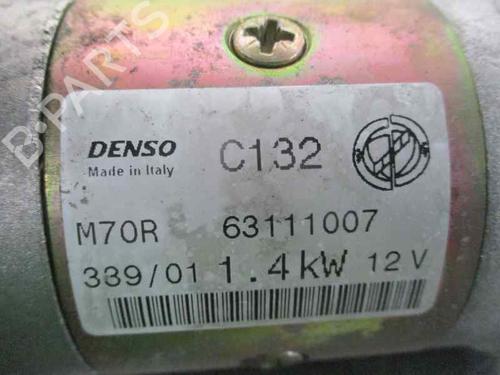 B-PARTS
DENSO C132
Made in Italy
M70R 63111007
339/01 1.4kW 12V